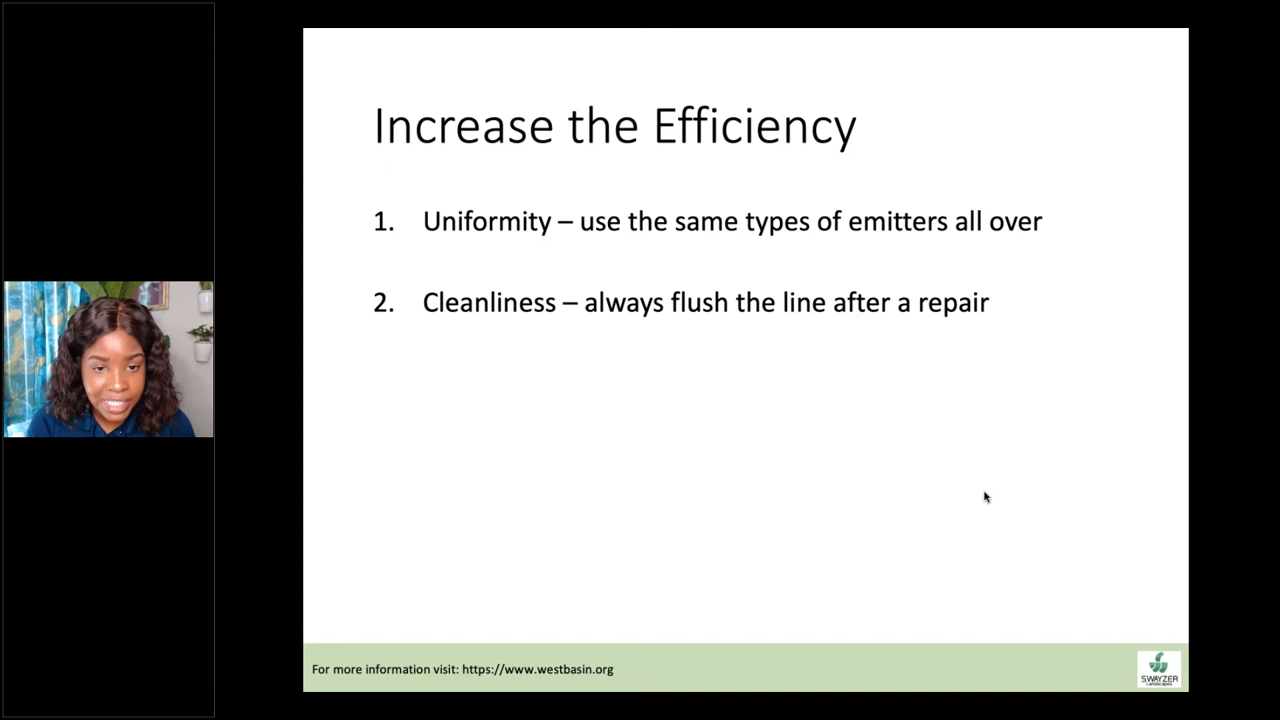 Increase the Efficiency
1. Uniformity – use the same types of emitters all over
2. Cleanliness – always flush the line after a repair
For more information visit: https://www.westbasin.org
SWAYZER
Landscapes